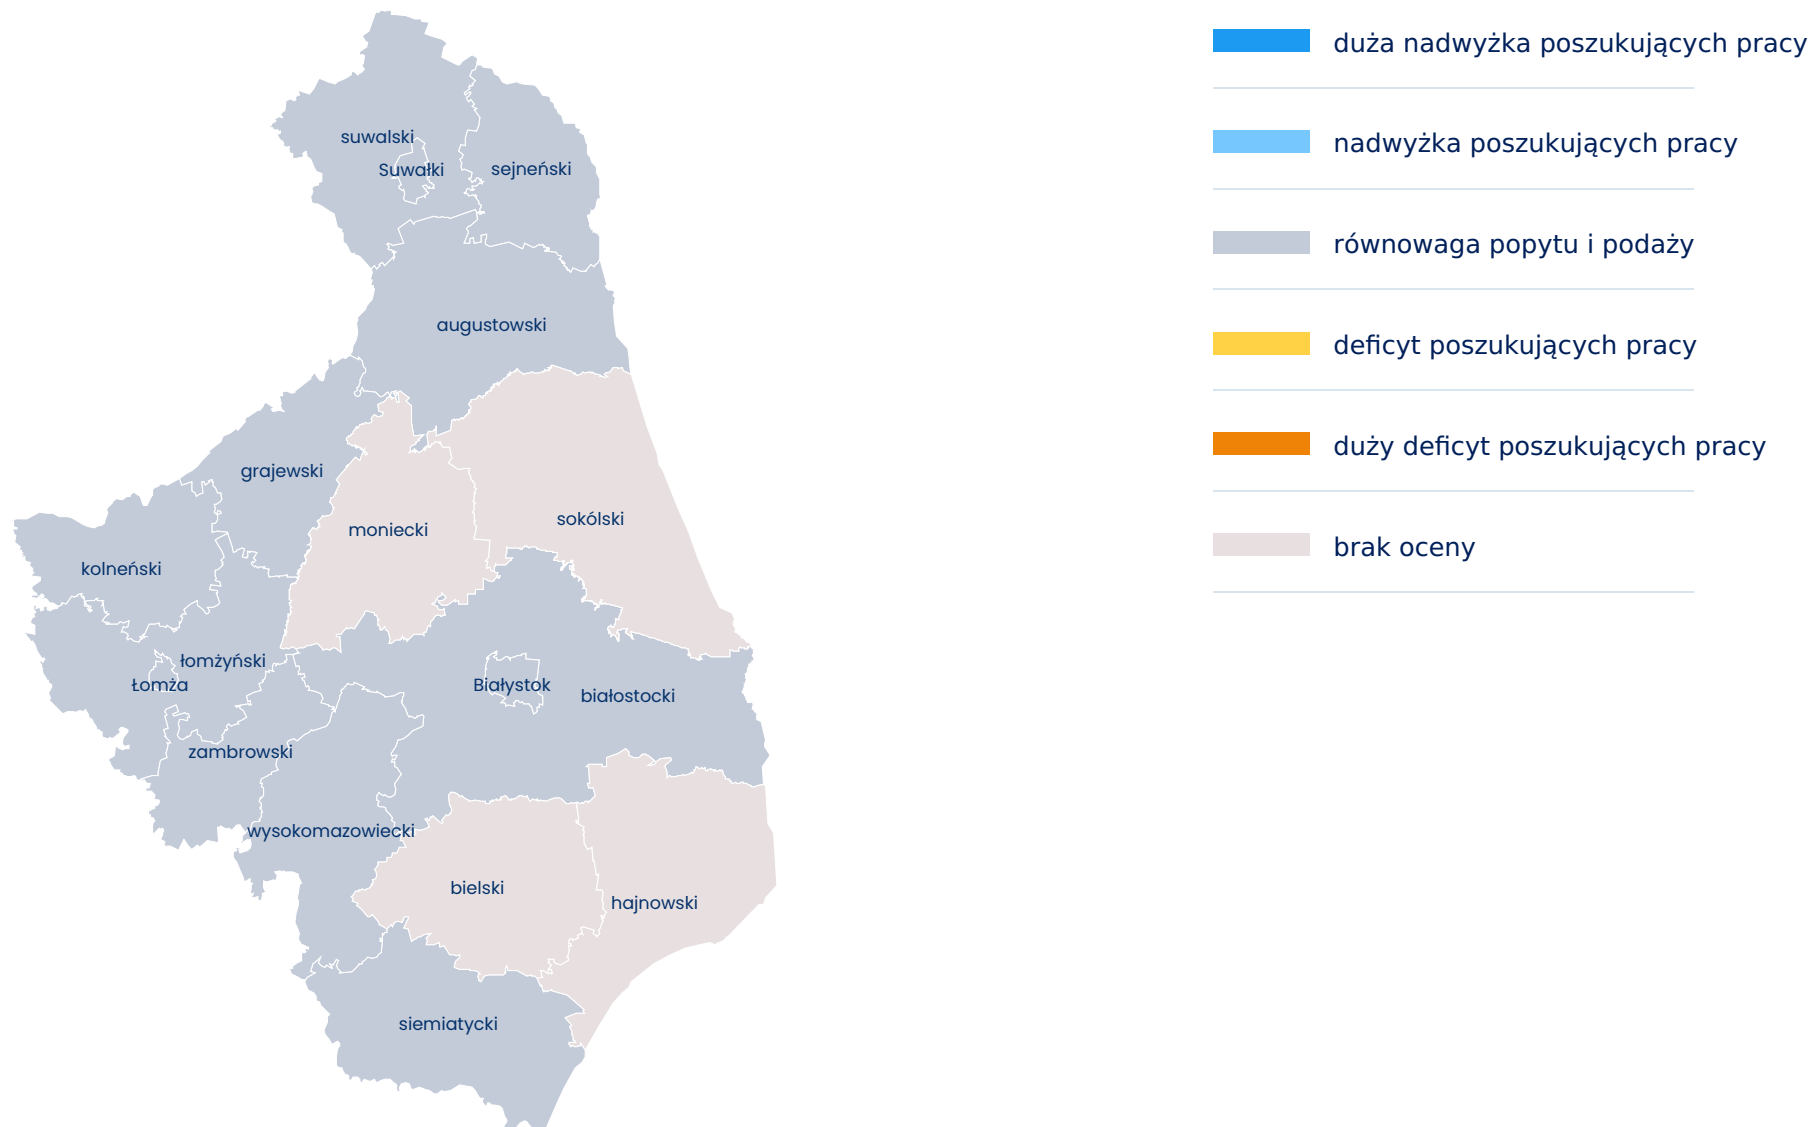 suwalski
Suwałki
sejneński
augustowski
grajewski
moniecki
sokólski
kolneński
łomżyński
Łomża
Białystok
białostocki
zambrowski
wysokomazowiecki
bielski
hajnowski
siemiatycki
duża nadwyżka poszukujących pracy
nadwyżka poszukujących pracy
równowaga popytu i podaży
deficyt poszukujących pracy
duży deficyt poszukujących pracy
brak oceny